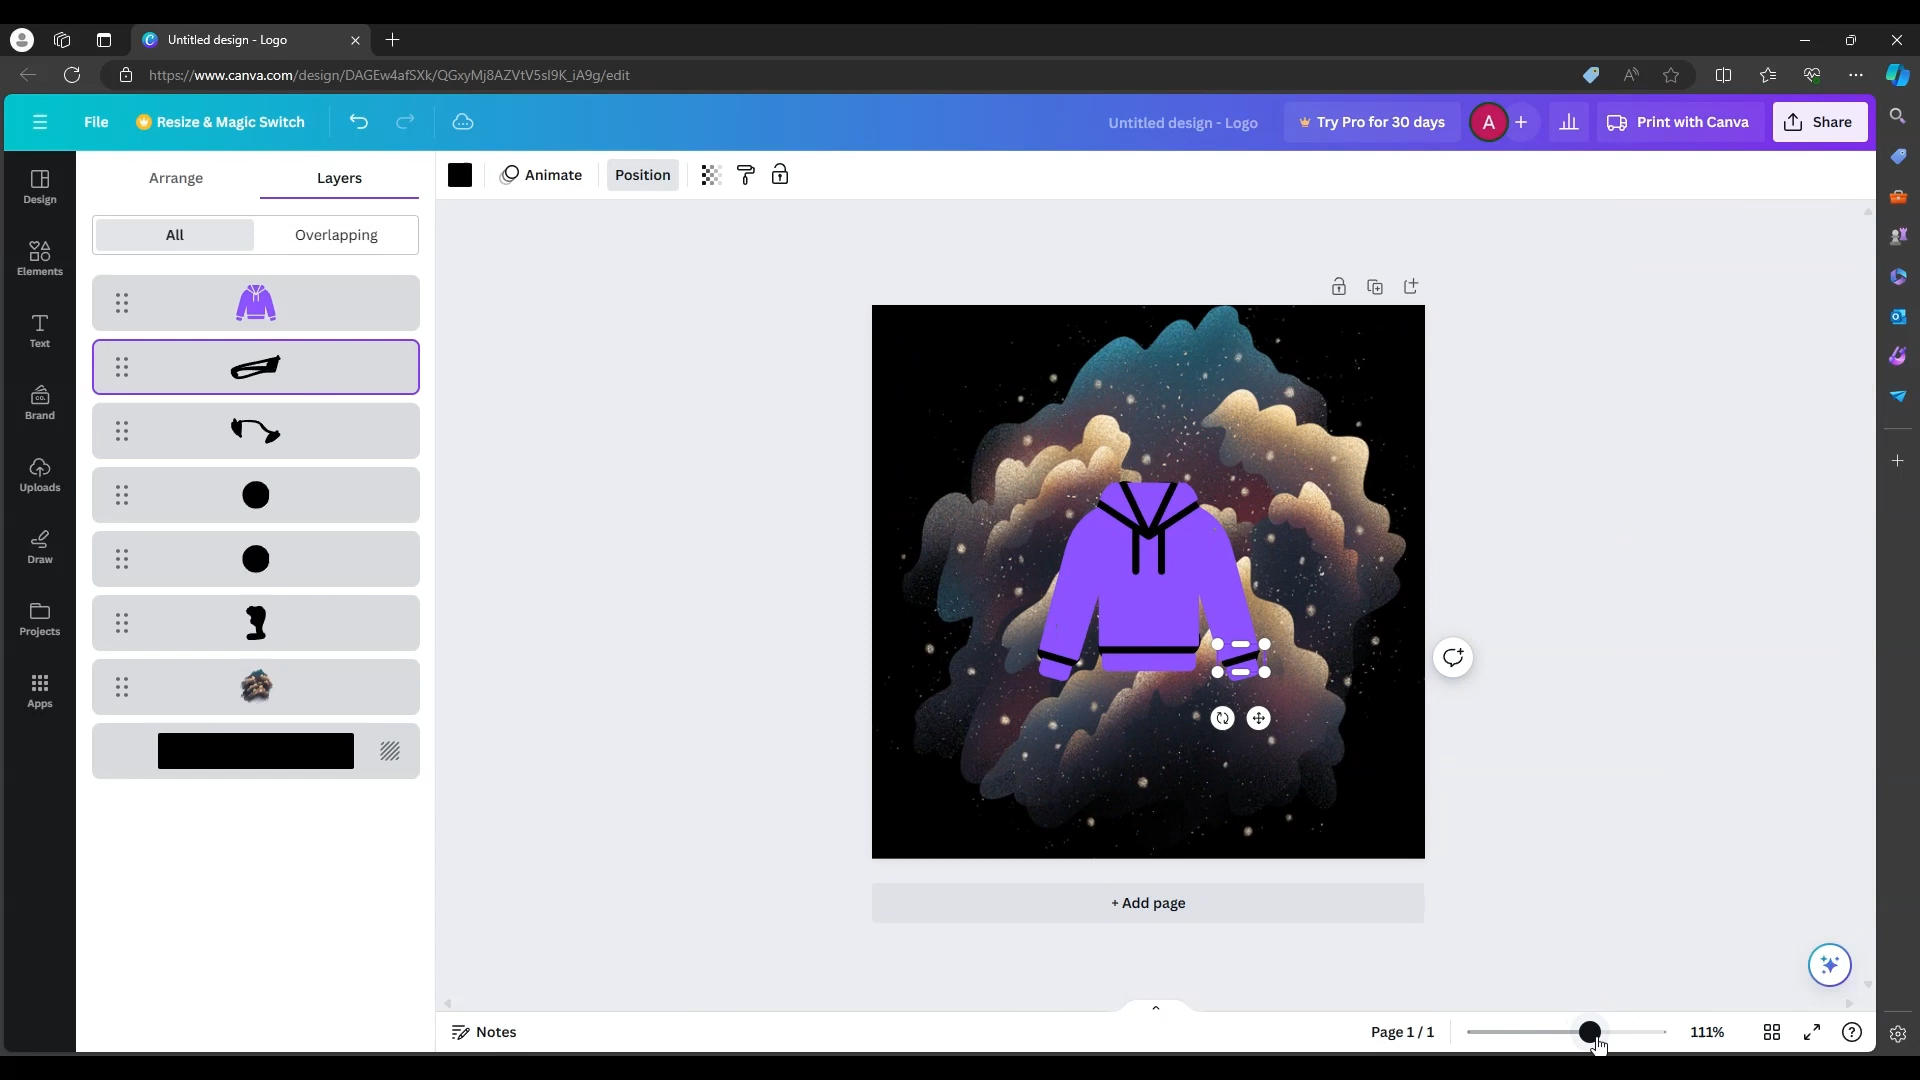 Untitled design - Logo
https://www.canva.com/design/DAGEw4afSXk/QGxyMj8AZVtV5sI9K_iA9g/edit
File
Resize & Magic Switch
Untitled design - Logo
Try Pro for 30 days
A
Print with Canva
Share
Design
Elements
Text
Brand
Uploads
Draw
Projects
Apps
Arrange
Layers
All
Overlapping
Animate
Position
+ Add page
Notes
Page 1 / 1
111%